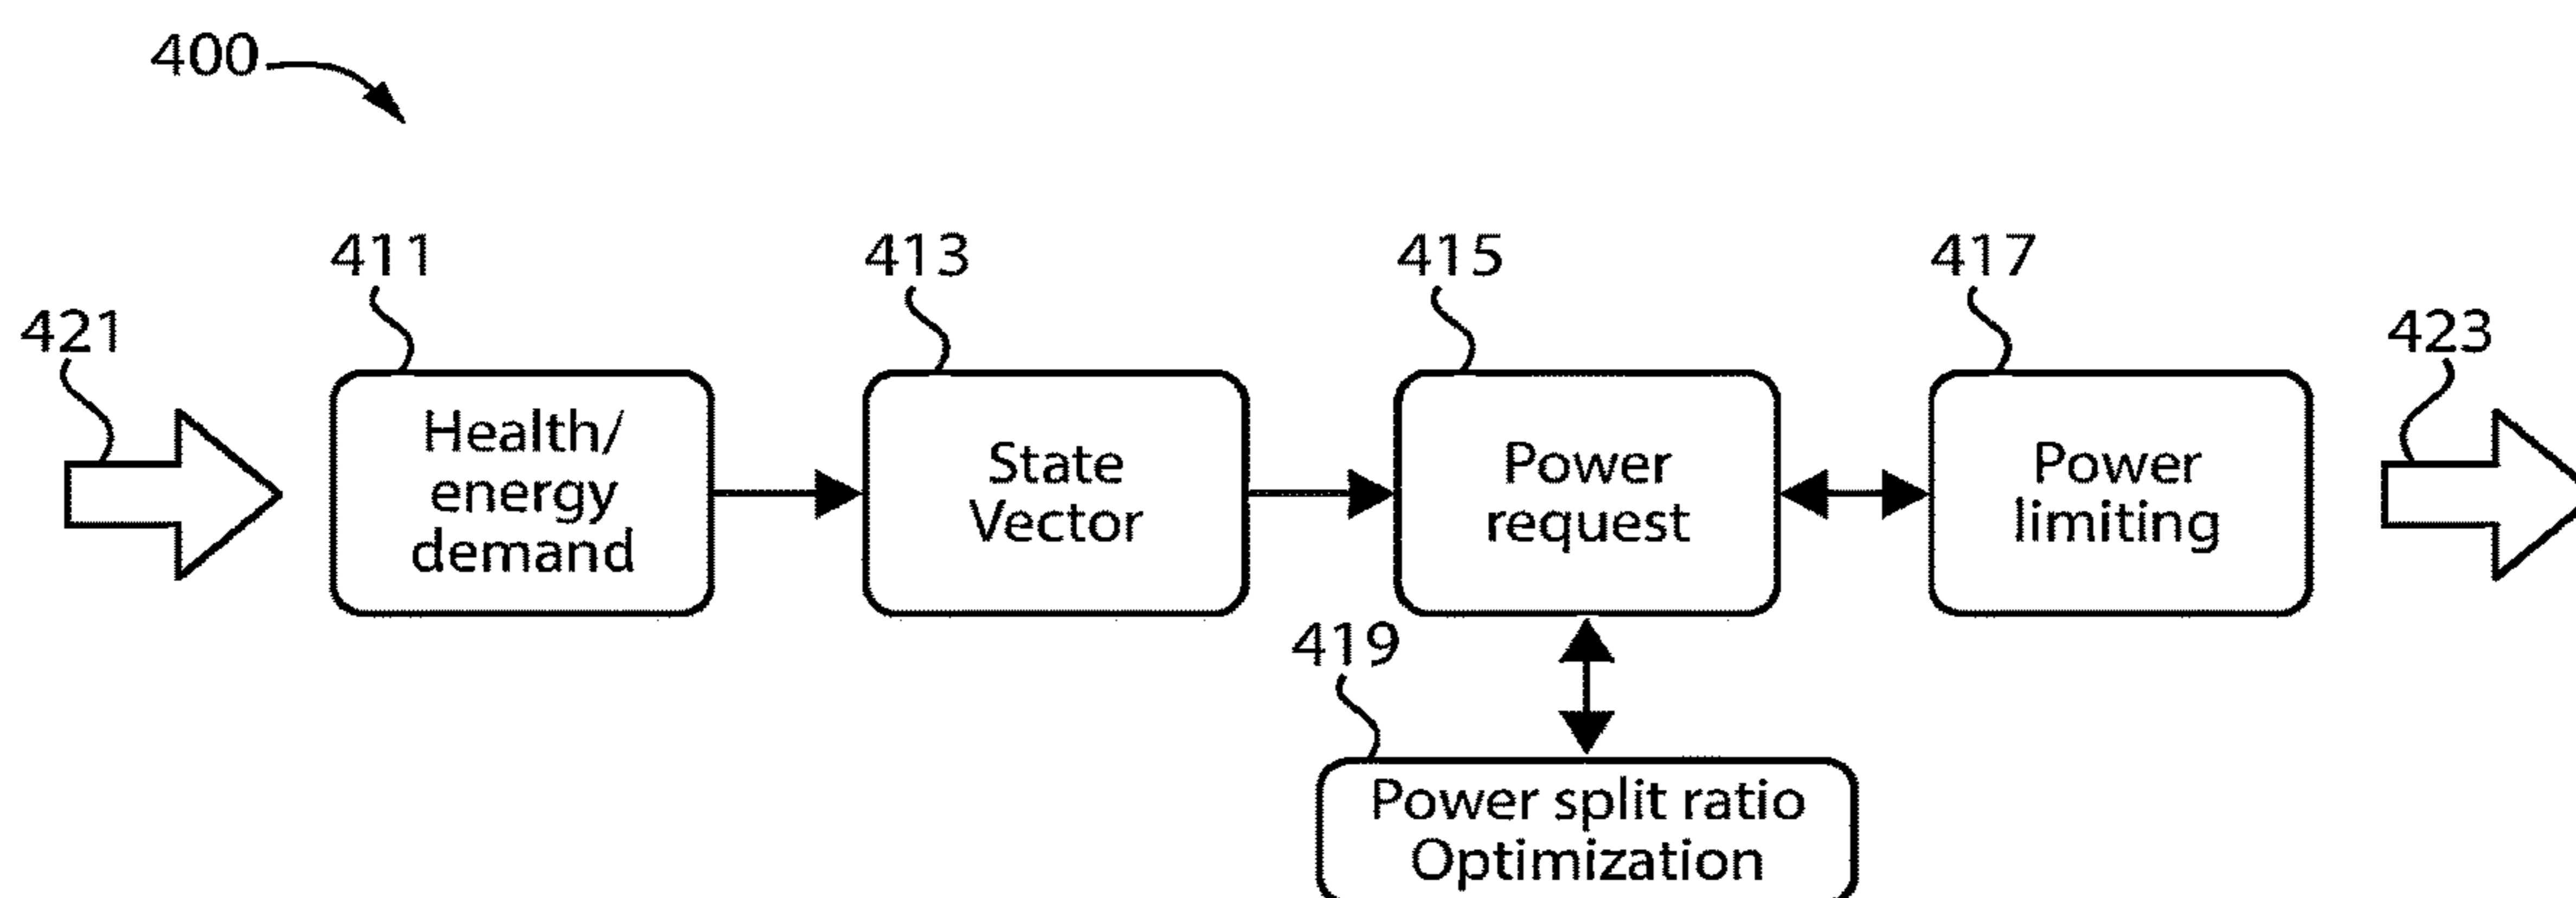 400
411
413
415
417
421
423
Health/
energy
demand
State
Vector
Power
request
Power
limiting
419
Power split ratio
Optimization